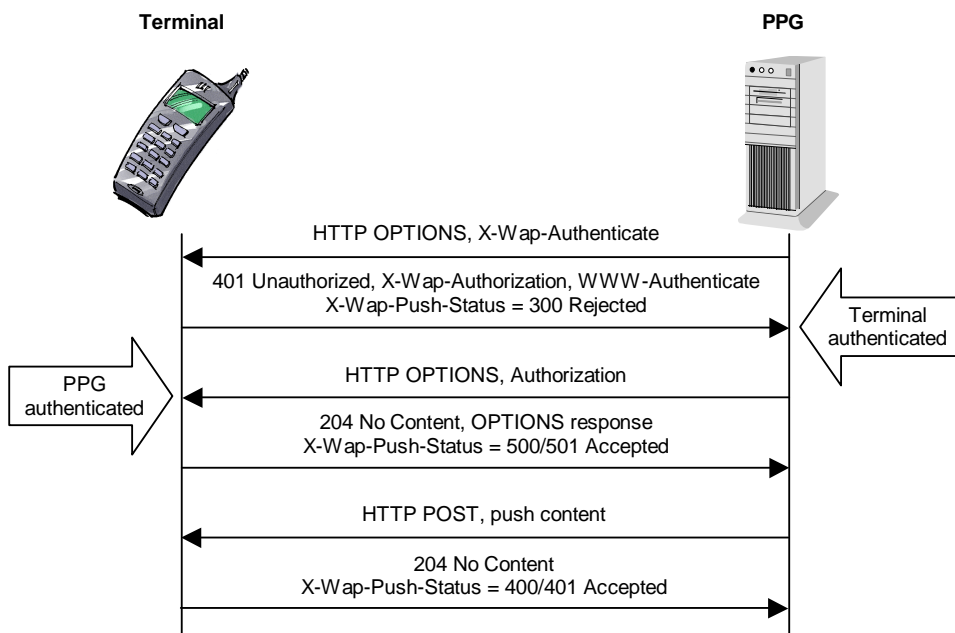 Terminal
PPG
HTTP OPTIONS, X-Wap-Authenticate
401 Unauthorized, X-Wap-Authorization, WWW-Authenticate
X-Wap-Push-Status = 300 Rejected
Terminal
authenticated
PPG
authenticated
HTTP OPTIONS, Authorization
204 No Content, OPTIONS response
X-Wap-Push-Status = 500/501 Accepted
HTTP POST, push content
204 No Content
X-Wap-Push-Status = 400/401 Accepted